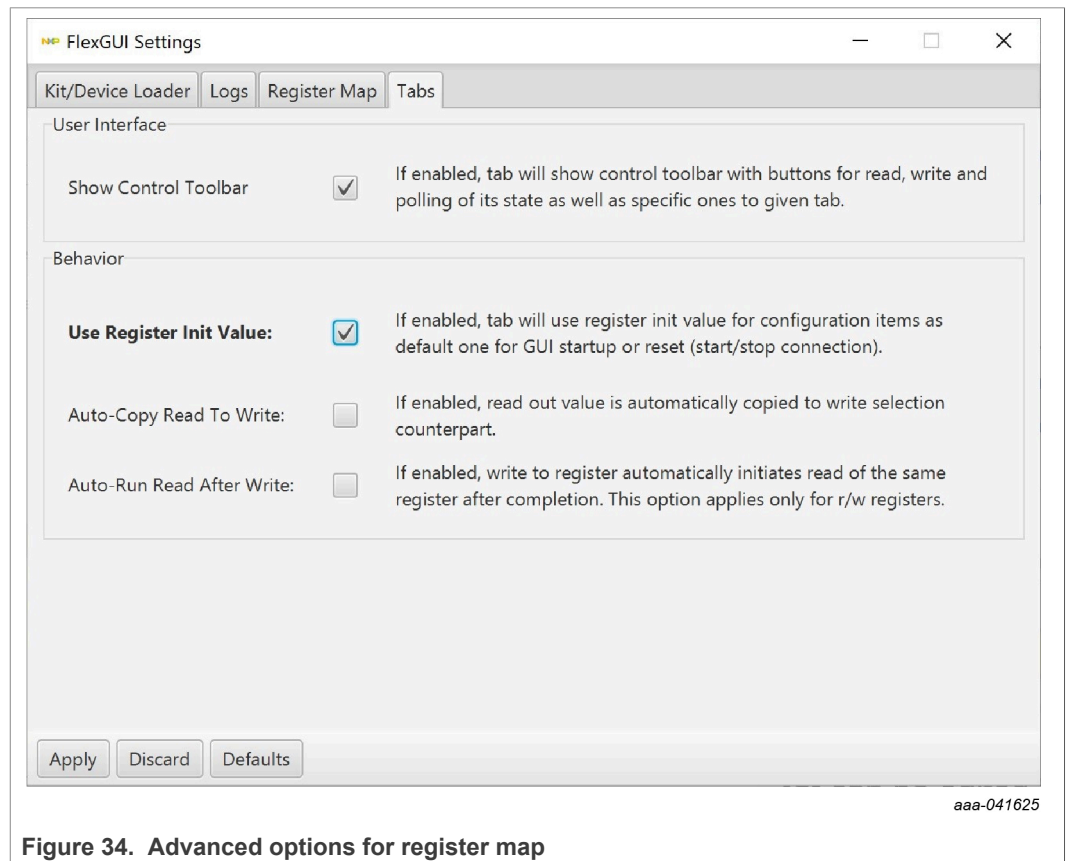 NXP FlexGUI Settings
Kit/Device Loader Logs Register Map Tabs
User Interface
Show Control Toolbar
If enabled, tab will show control toolbar with buttons for read, write and
polling of its state as well as specific ones to given tab.
Behavior
Use Register Init Value:
If enabled, tab will use register init value for configuration items as
default one for GUI startup or reset (start/stop connection).
Auto-Copy Read To Write:
If enabled, read out value is automatically copied to write selection
counterpart.
Auto-Run Read After Write:
If enabled, write to register automatically initiates read of the same
register after completion. This option applies only for r/w registers.
Apply Discard Defaults
aaa-041625
Figure 34. Advanced options for register map